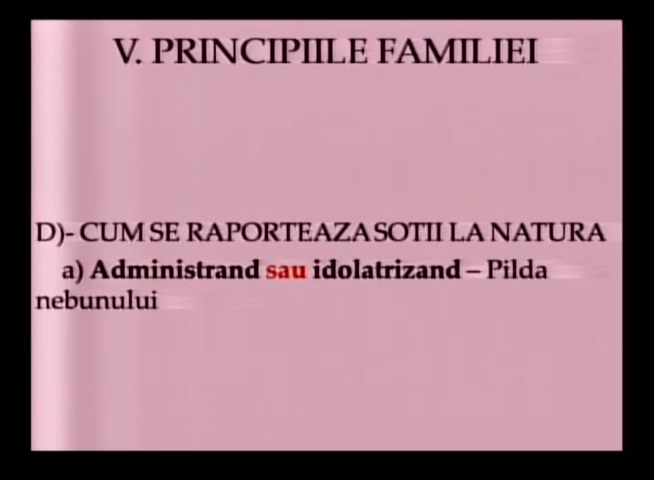 V. PRINCIPIILE FAMILIEI
D)- CUM SE RAPORTEAZA SOTII LA NATURA
a) Administrand sau idolatrizand – Pilda
nebunului